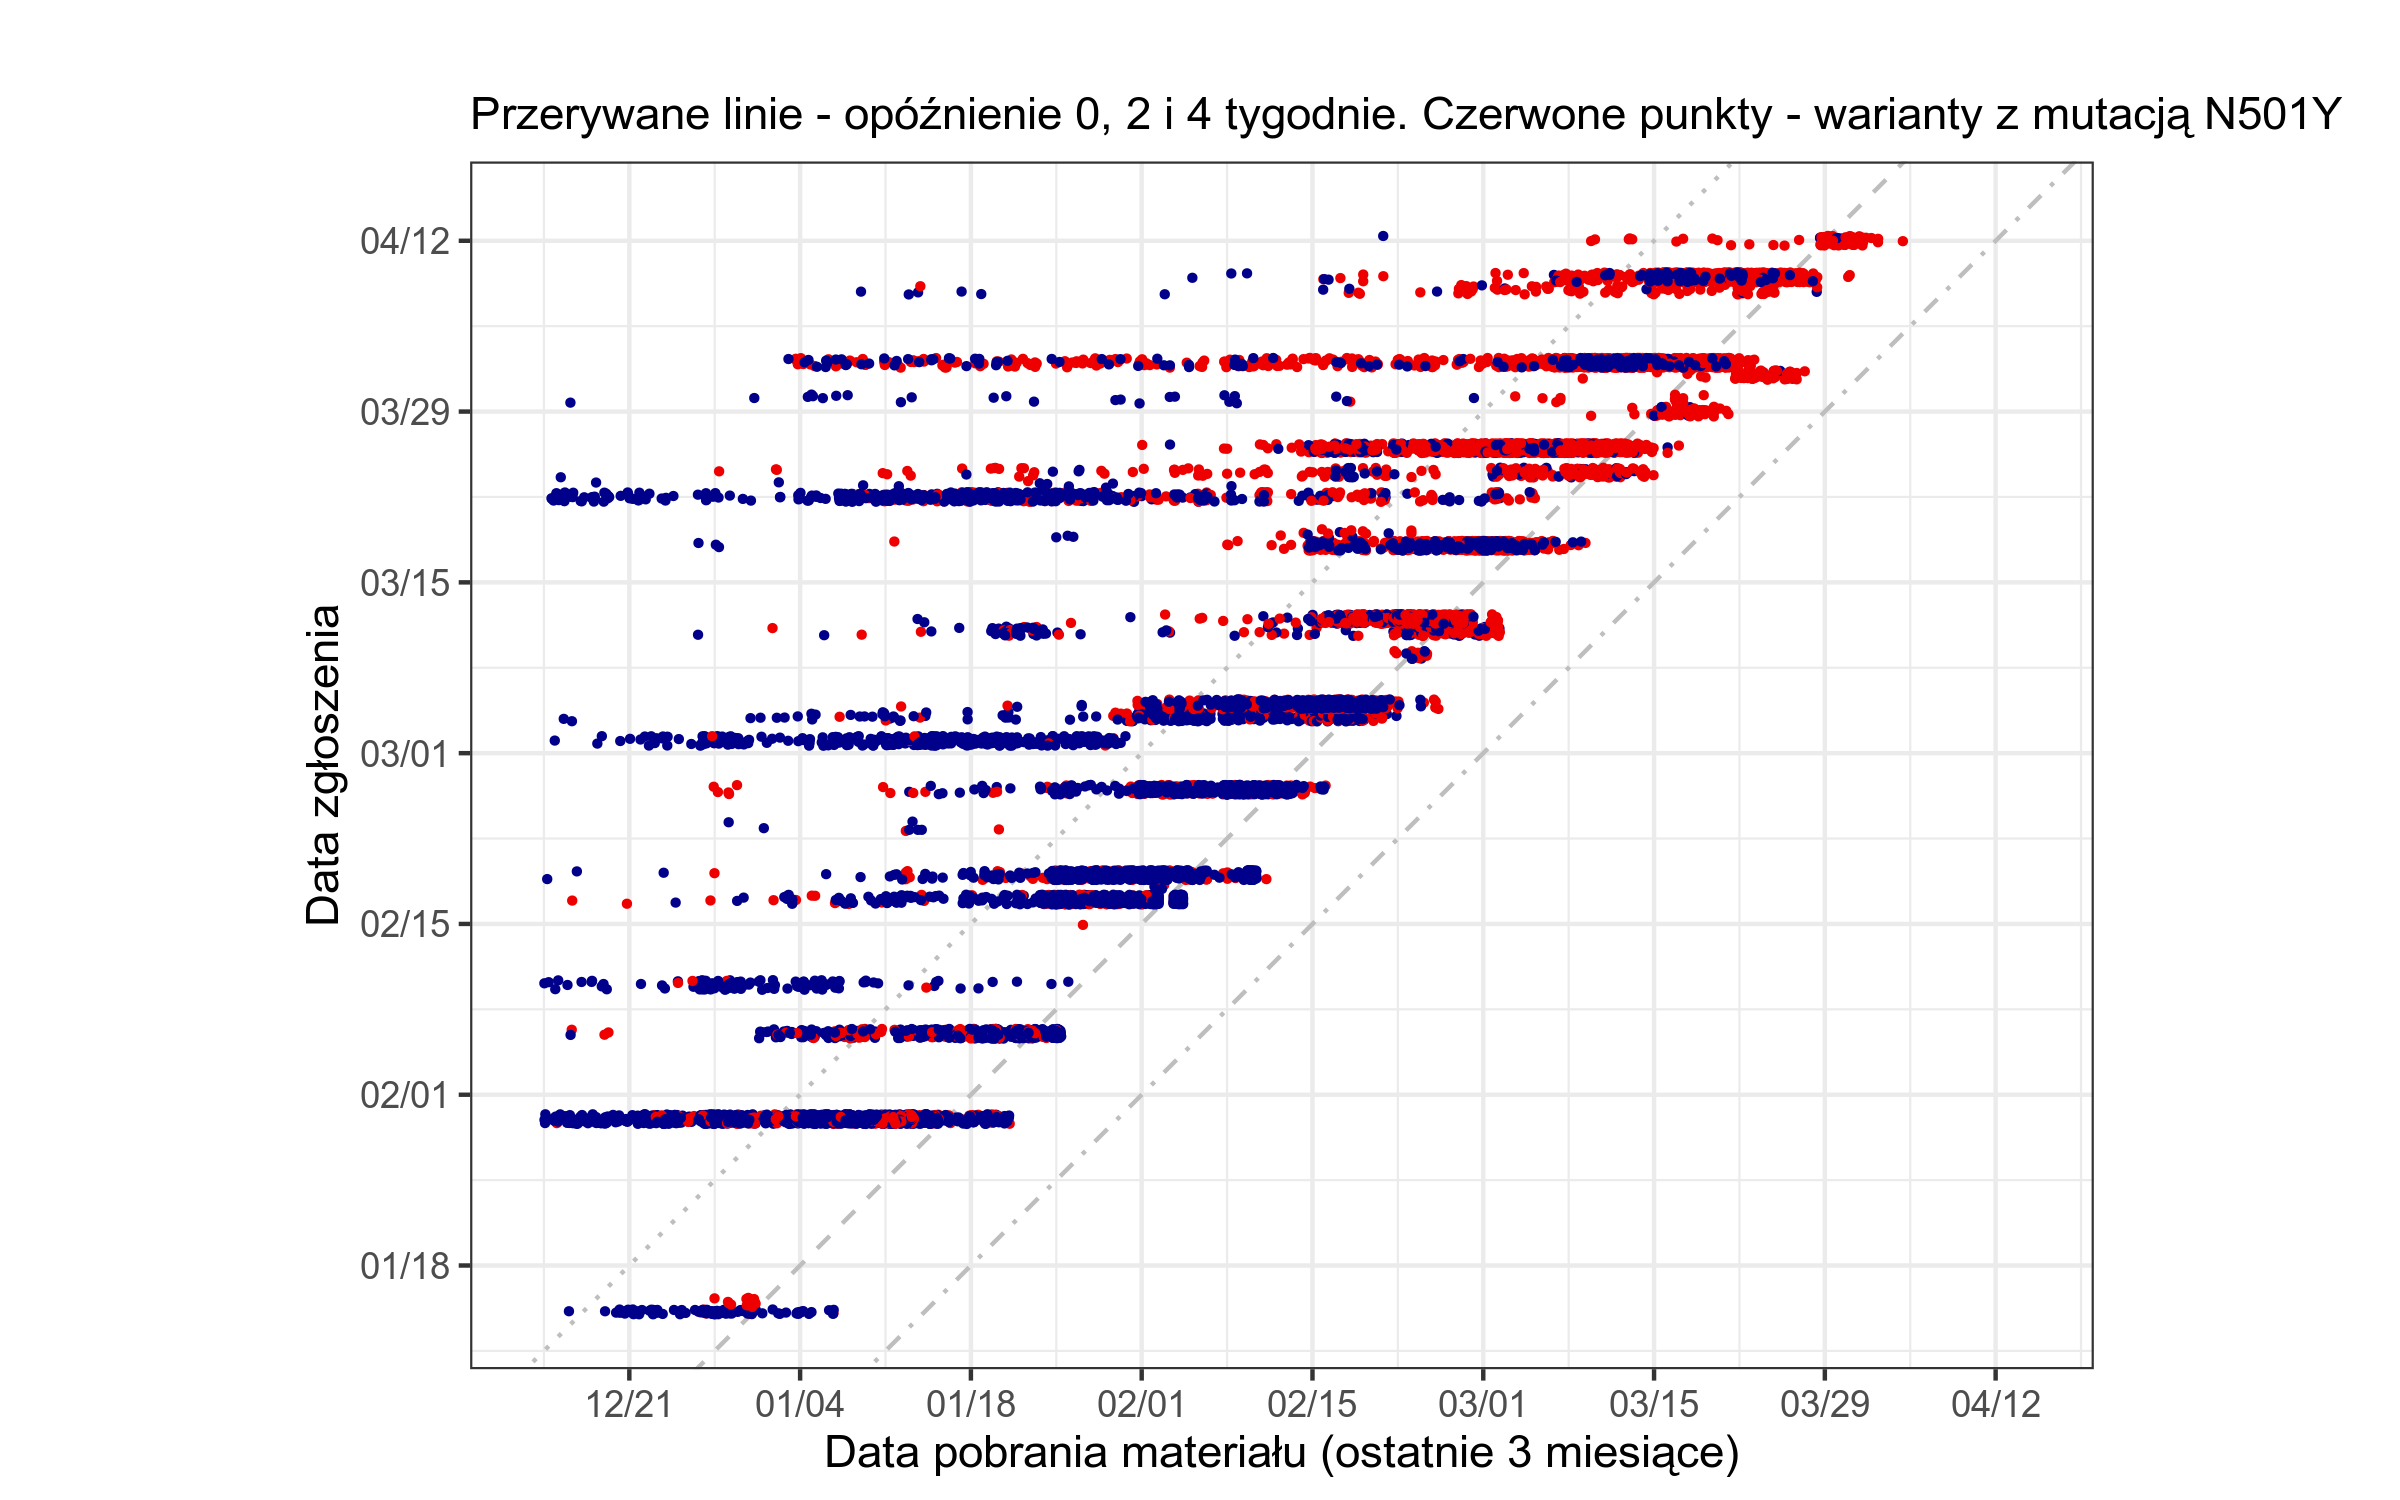 Przerywane linie - opóźnienie 0, 2 i 4 tygodnie. Czerwone punkty - warianty z mutacją N501Y
04/12
03/29
03/15
03/01
02/15
02/01
01/18
Data zgłoszenia
12/21 01/04 01/18 02/01 02/15 03/01 03/15 03/29 04/12
Data pobrania materiału (ostatnie 3 miesiące)